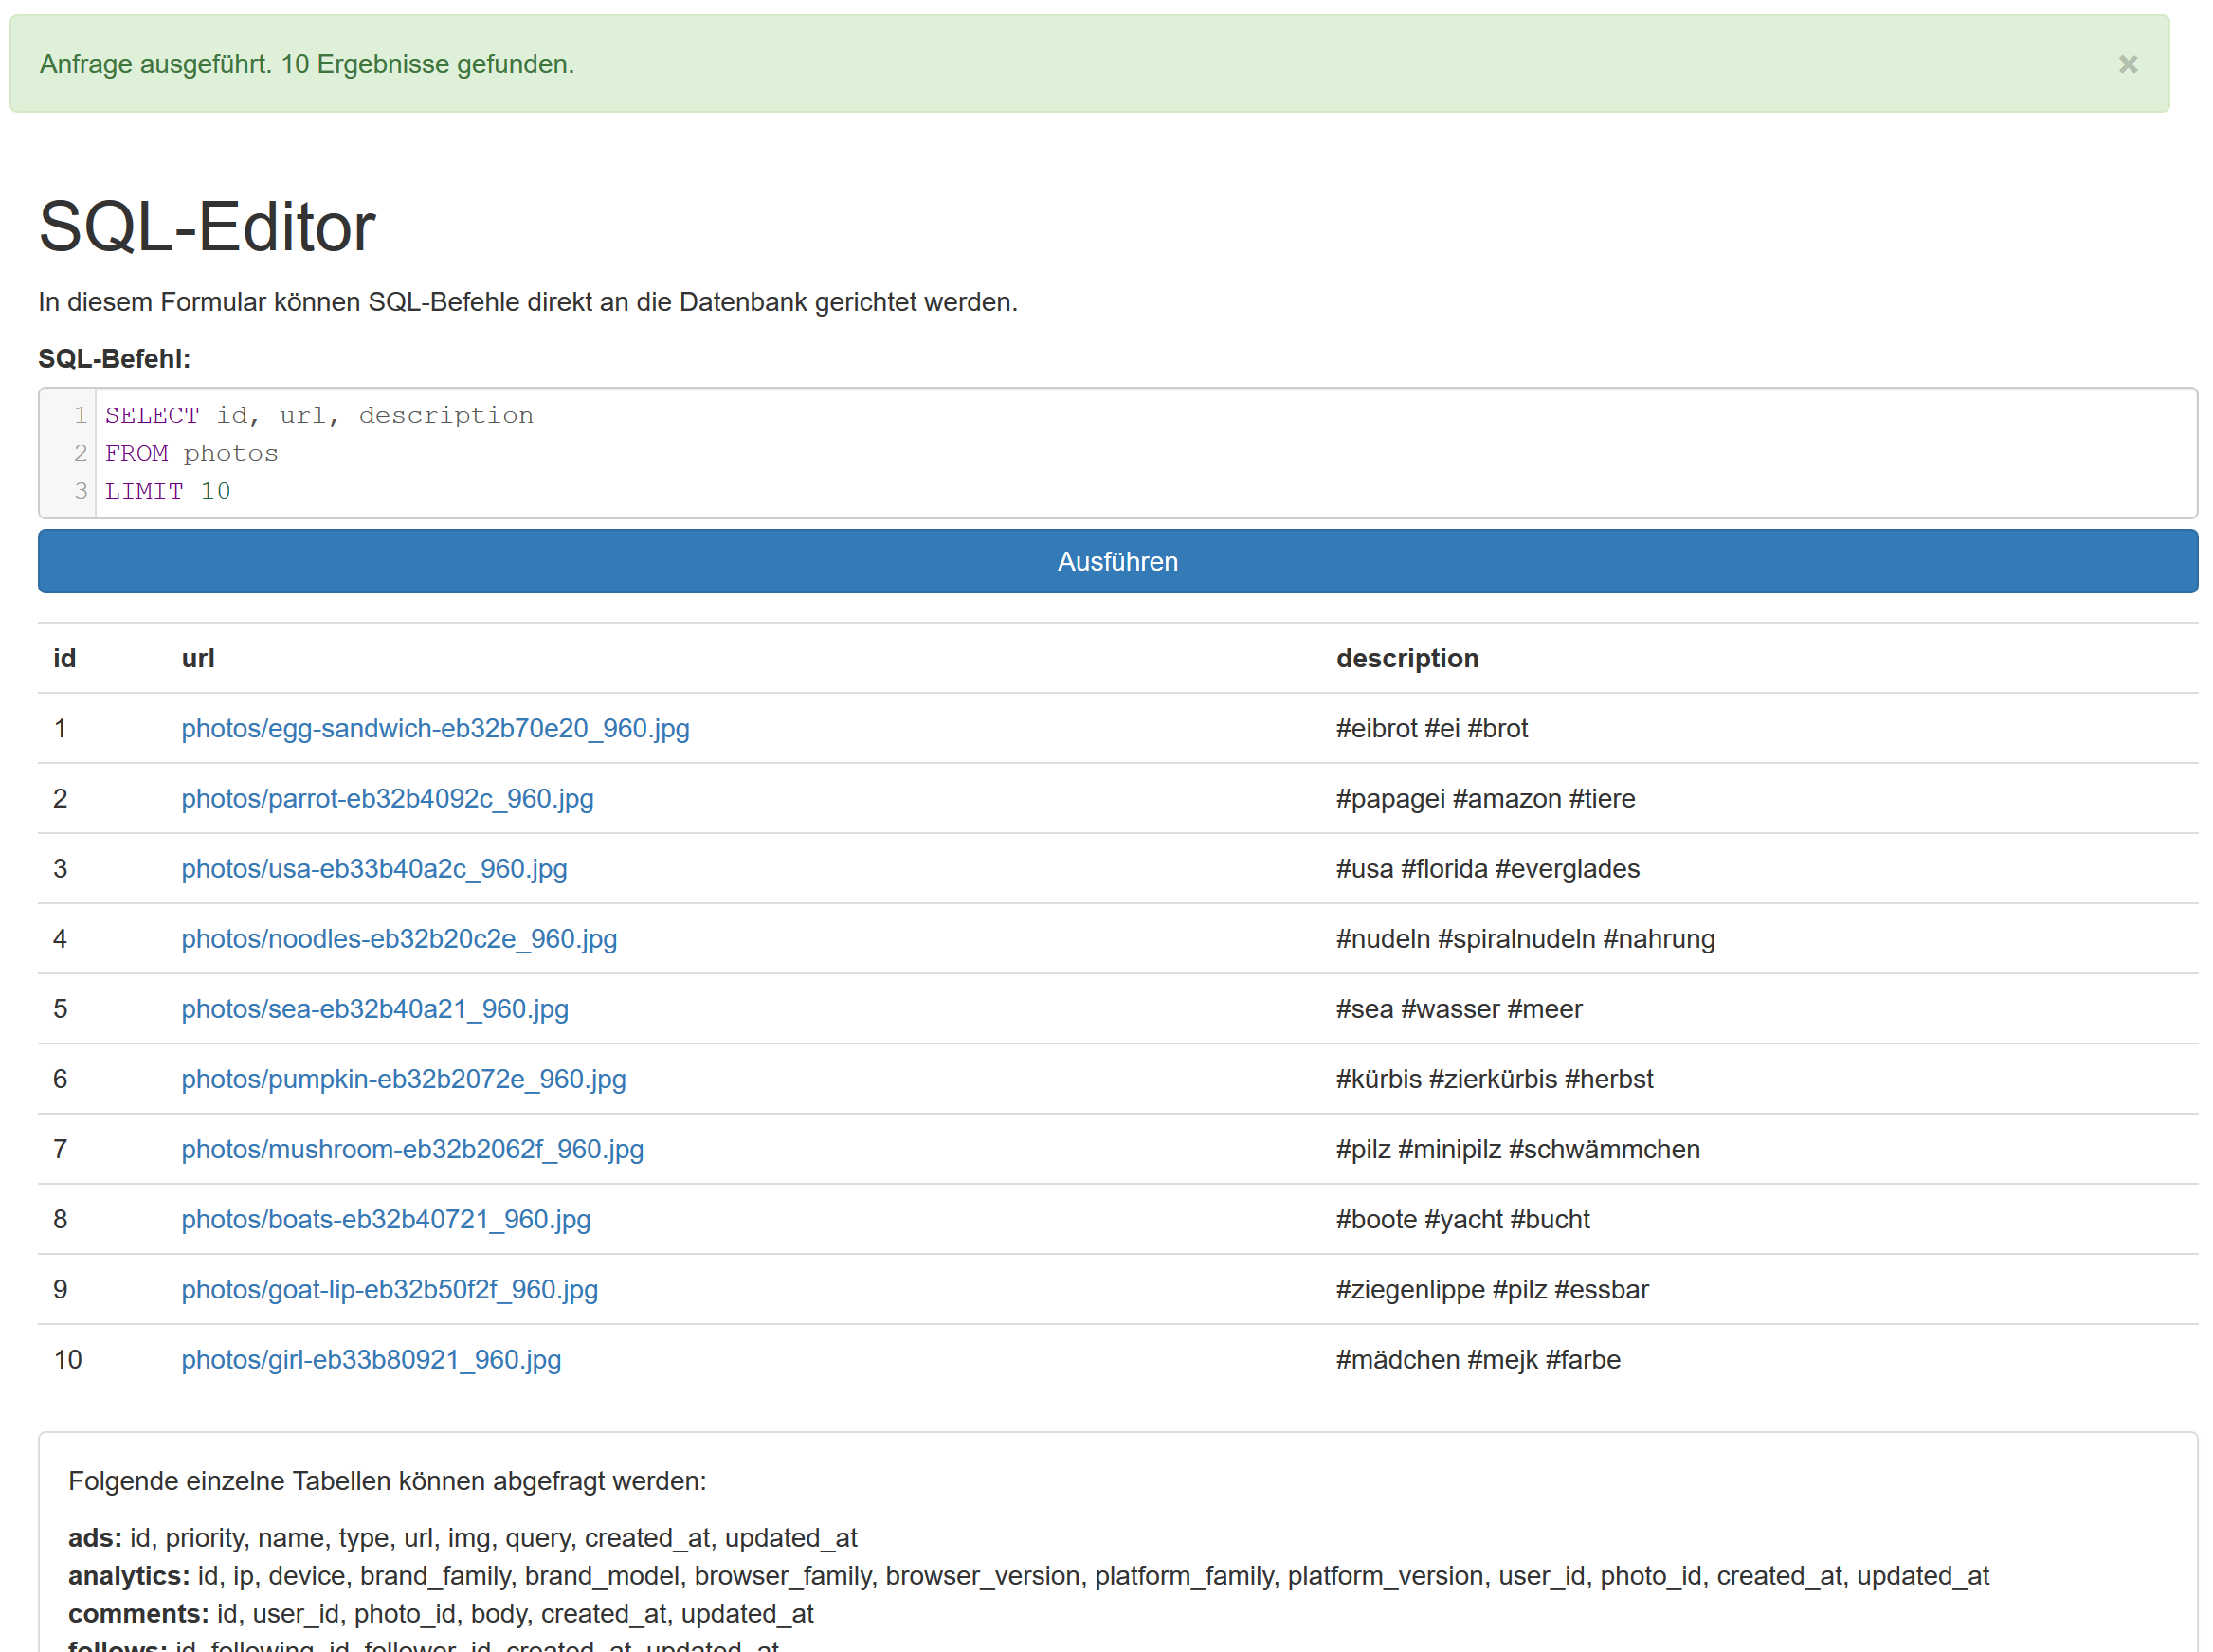 Anfrage ausgeführt. 10 Ergebnisse gefunden. ×
SQL-Editor
In diesem Formular können SQL-Befehle direkt an die Datenbank gerichtet werden.
SQL-Befehl:
1 SELECT id, url, description
2 FROM photos
3 LIMIT 10
Ausführen
id url description
1 photos/egg-sandwich-eb32b70e20_960.jpg #eibrot #ei #brot
2 photos/parrot-eb32b4092c_960.jpg #papagei #amazon #tiere
3 photos/usa-eb33b40a2c_960.jpg #usa #florida #everglades
4 photos/noodles-eb32b20c2e_960.jpg #nudeln #spiralnudeln #nahrung
5 photos/sea-eb32b40a21_960.jpg #sea #wasser #meer
6 photos/pumpkin-eb32b2072e_960.jpg #kürbis #zierkürbis #herbst
7 photos/mushroom-eb32b2062f_960.jpg #pilz #minipilz #schwämmchen
8 photos/boats-eb32b40721_960.jpg #boote #yacht #bucht
9 photos/goat-lip-eb32b50f2f_960.jpg #ziegenlippe #pilz #essbar
10 photos/girl-eb33b80921_960.jpg #mädchen #mejk #farbe
Folgende einzelne Tabellen können abgefragt werden:
ads: id, priority, name, type, url, img, query, created_at, updated_at
analytics: id, ip, device, brand_family, brand_model, browser_family, browser_version, platform_family, platform_version, user_id, photo_id, created_at, updated_at
comments: id, user_id, photo_id, body, created_at, updated_at
follows: id, following_id, follower_id, created_at, updated_at